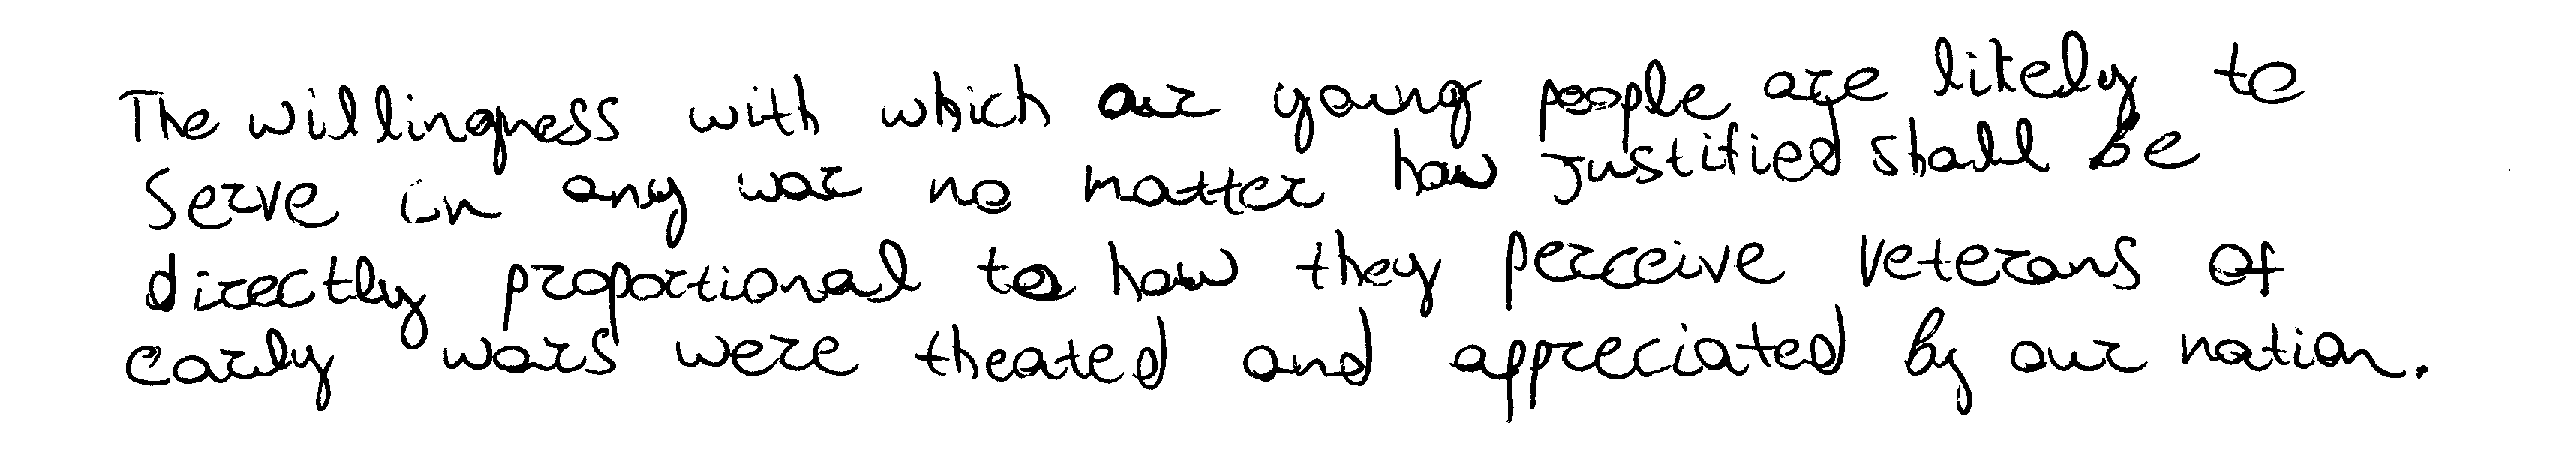 The willingness with which our young people are likely to
serve in any war no matter how justified shall be
directly proportional to how they perceive veterans of
early wars were theated and appreciated by our nation.